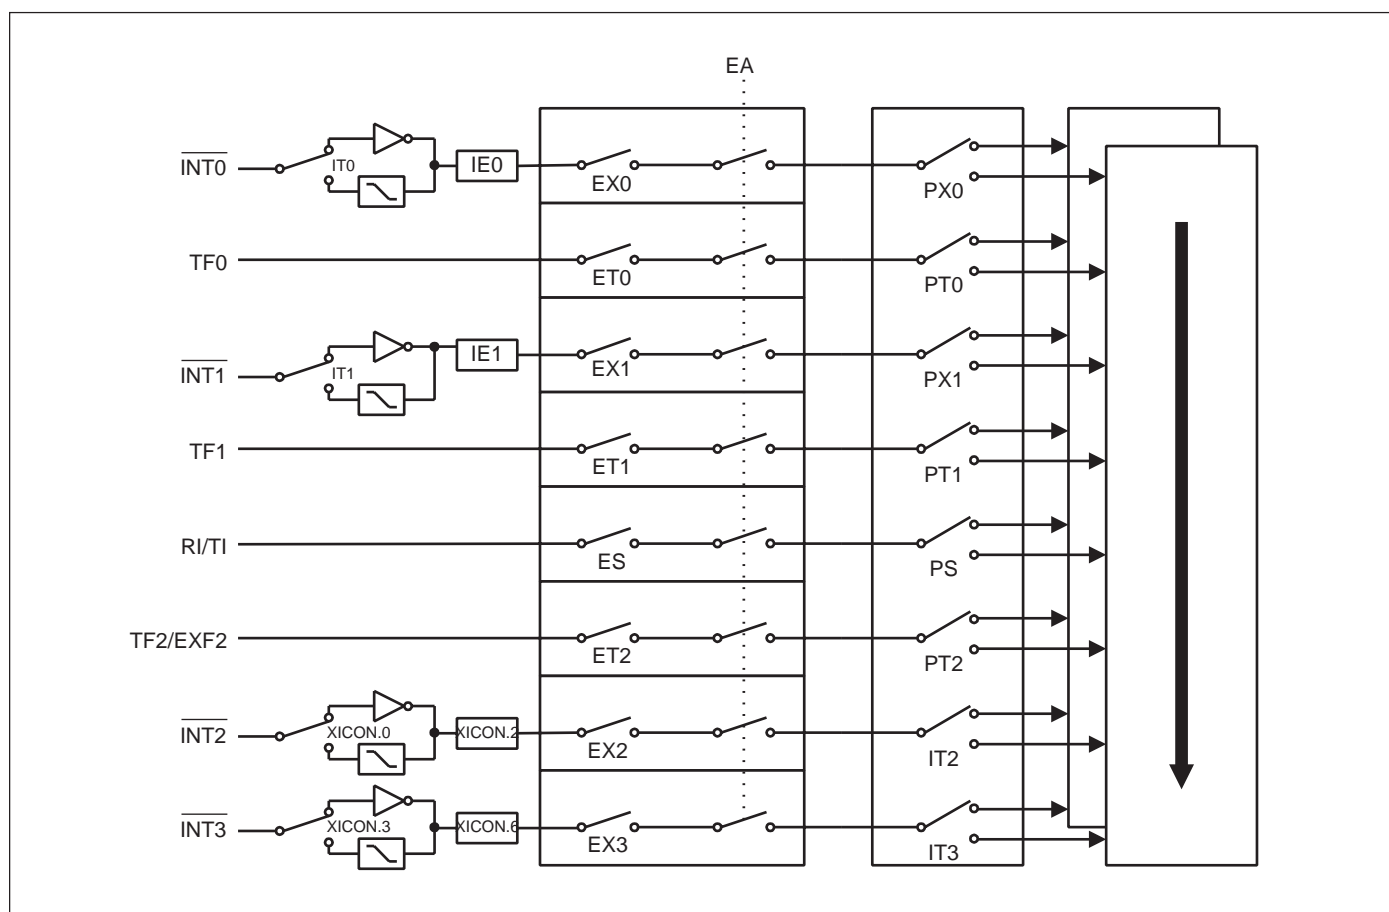 EA
INT0
IT0
IE0
EX0
PX0
TF0
ET0
PT0
INT1
IT1
IE1
EX1
PX1
TF1
ET1
PT1
RI/TI
ES
PS
TF2/EXF2
ET2
PT2
INT2
XICON.0
XICON.2
EX2
IT2
INT3
XICON.3
XICON.6
EX3
IT3